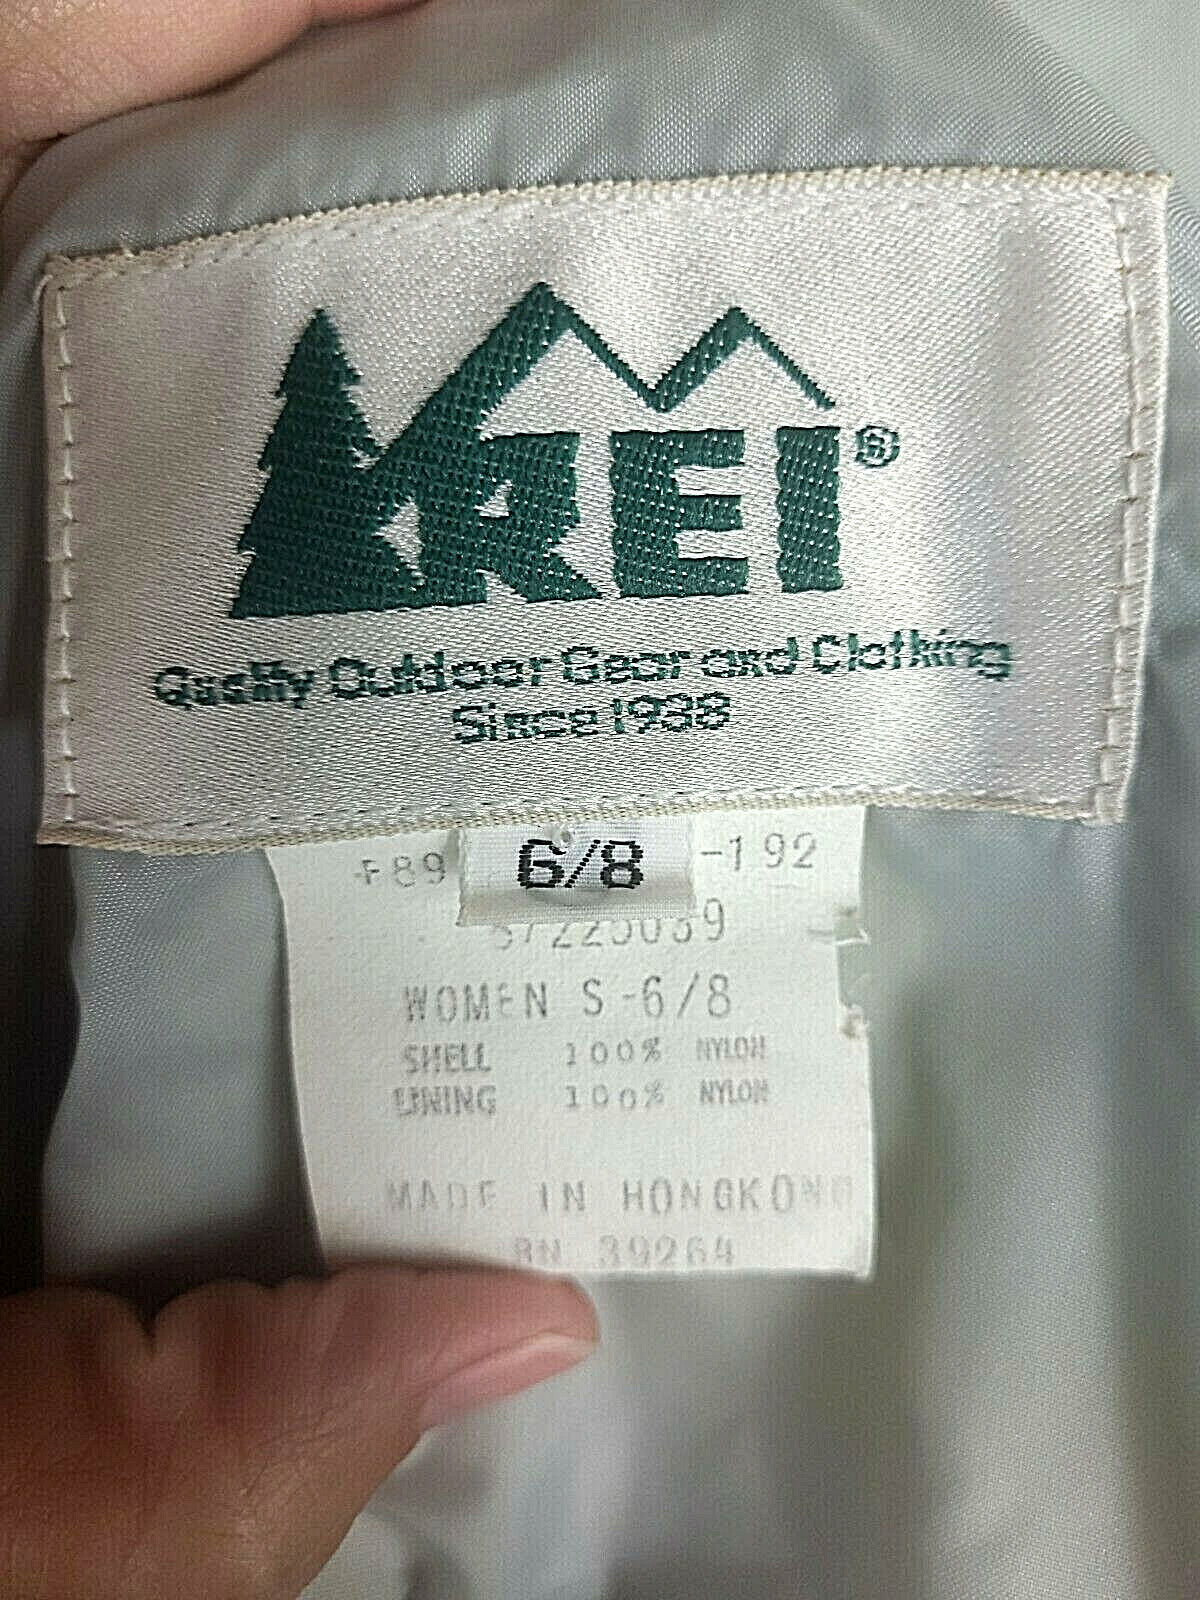 REI®
Quality Outdoor Gear and Clothing
Since 1938
F89 6/8 -192
WOMEN S-6/8
SHELL 100% NYLON
LINING 100% NYLON
MADE IN HONGKONG
RN 39264